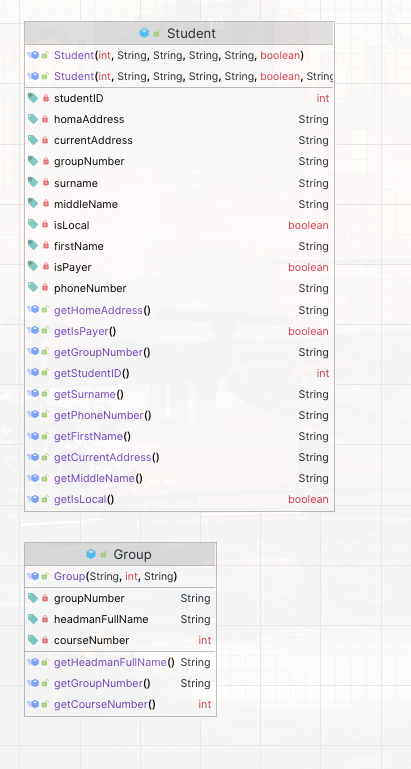 Student
Student(int, String, String, String, String, boolean)
Student(int, String, String, String, String, boolean, String
studentID int
homaAddress String
currentAddress String
groupNumber String
surname String
middleName String
isLocal boolean
firstName String
isPayer boolean
phoneNumber String
getHomeAddress() String
getIsPayer() boolean
getGroupNumber() String
getStudentID() int
getSurname() String
getPhoneNumber() String
getFirstName() String
getCurrentAddress() String
getMiddleName() String
getIsLocal() boolean
Group
Group(String, int, String)
groupNumber String
headmanFullName String
courseNumber int
getHeadmanFullName() String
getGroupNumber() String
getCourseNumber() int